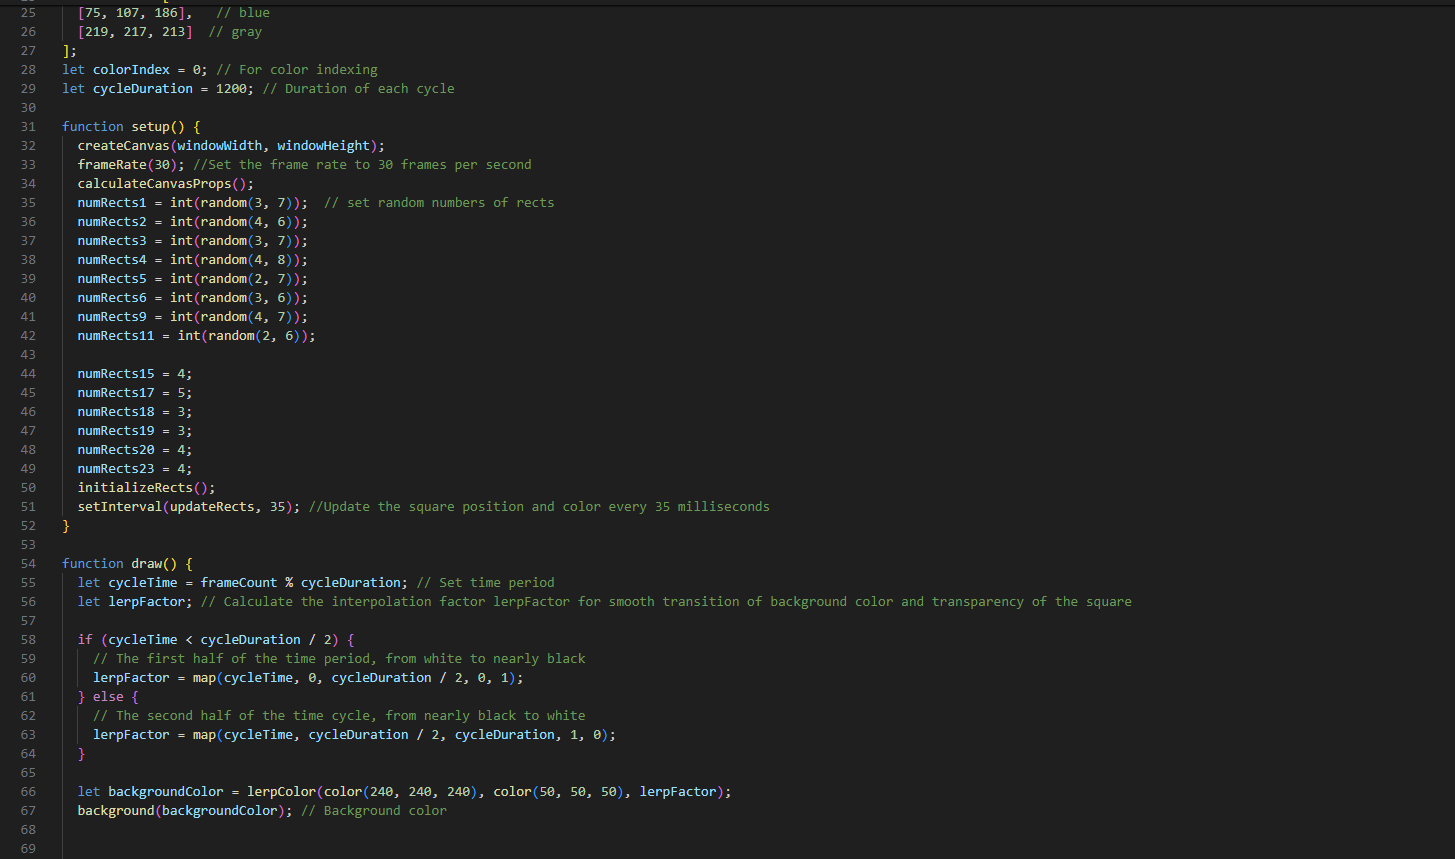 25 [75, 107, 186], // blue
26 [219, 217, 213] // gray
27 ];
28 let colorIndex = 0; // For color indexing
29 let cycleDuration = 1200; // Duration of each cycle
30
31 function setup() {
32 createCanvas(windowWidth, windowHeight);
33 frameRate(30); //Set the frame rate to 30 frames per second
34 calculateCanvasProps();
35 numRects1 = int(random(3, 7)); // set random numbers of rects
36 numRects2 = int(random(4, 6));
37 numRects3 = int(random(3, 7));
38 numRects4 = int(random(4, 8));
39 numRects5 = int(random(2, 7));
40 numRects6 = int(random(3, 6));
41 numRects9 = int(random(4, 7));
42 numRects11 = int(random(2, 6));
43
44 numRects15 = 4;
45 numRects17 = 5;
46 numRects18 = 3;
47 numRects19 = 3;
48 numRects20 = 4;
49 numRects23 = 4;
50 initializeRects();
51 setInterval(updateRects, 35); //Update the square position and color every 35 milliseconds
52 }
53
54 function draw() {
55 let cycleTime = frameCount % cycleDuration; // Set time period
56 let lerpFactor; // Calculate the interpolation factor lerpFactor for smooth transition of background color and transparency of the square
57
58 if (cycleTime < cycleDuration / 2) {
59 // The first half of the time period, from white to nearly black
60 lerpFactor = map(cycleTime, 0, cycleDuration / 2, 0, 1);
61 } else {
62 // The second half of the time cycle, from nearly black to white
63 lerpFactor = map(cycleTime, cycleDuration / 2, cycleDuration, 1, 0);
64 }
65
66 let backgroundColor = lerpColor(color(240, 240, 240), color(50, 50, 50), lerpFactor);
67 background(backgroundColor); // Background color
68
69